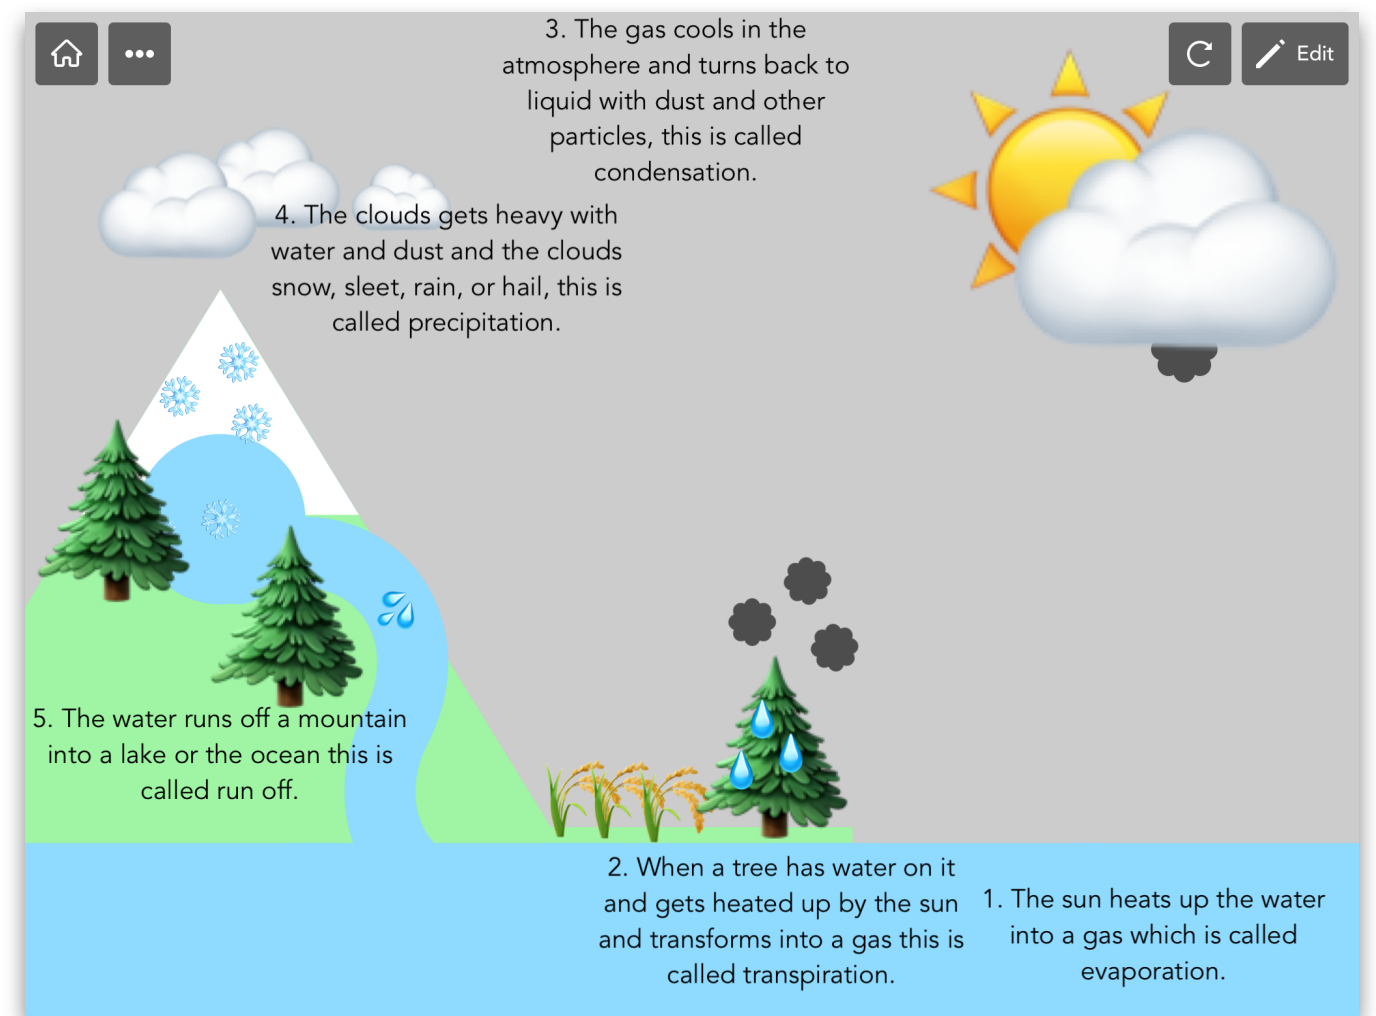 Edit
3. The gas cools in the
atmosphere and turns back to
liquid with dust and other
particles, this is called
condensation.
4. The clouds gets heavy with
water and dust and the clouds
snow, sleet, rain, or hail, this is
called precipitation.
5. The water runs off a mountain
into a lake or the ocean this is
called run off.
2. When a tree has water on it
and gets heated up by the sun
and transforms into a gas this is
called transpiration.
1. The sun heats up the water
into a gas which is called
evaporation.